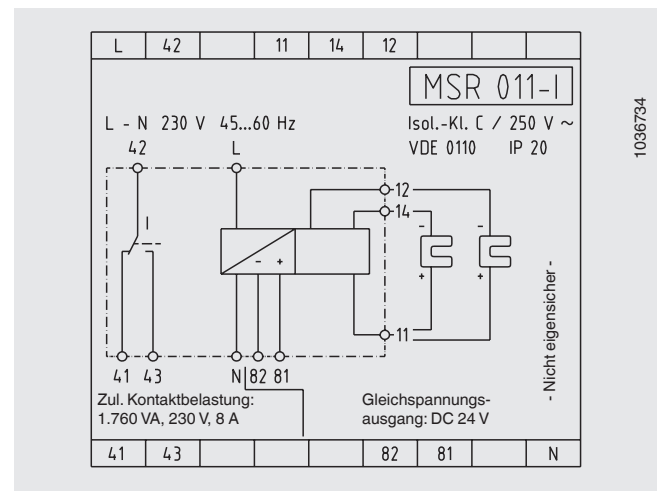 L 42 11 14 12
MSR 011-I
L - N 230 V 45...60 Hz
Isol.-Kl. C / 250 V ~
VDE 0110 IP 20
42 L
12
14
I
- -
- +
+ +
11
41 43 N 82 81
Zul. Kontaktbelastung:
1.760 VA, 230 V, 8 A
Gleichspannungs-
ausgang: DC 24 V
- Nicht eigensicher -
41 43 82 81 N
1036734